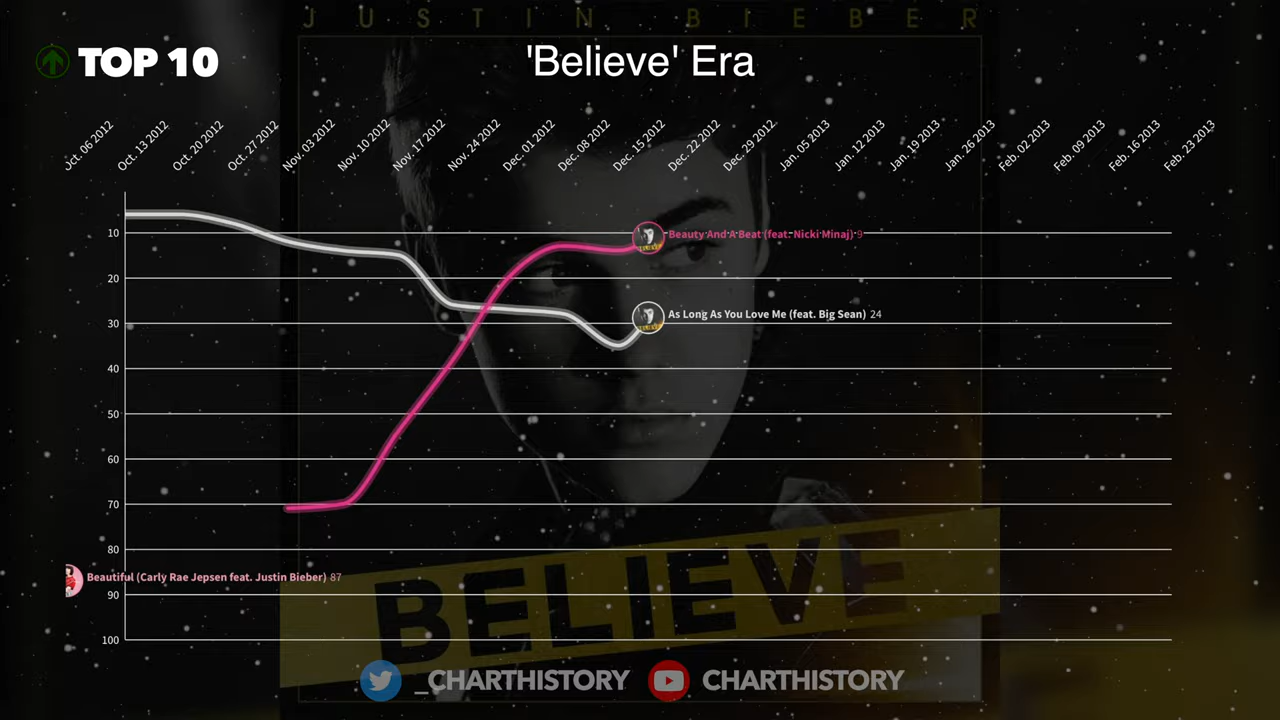 JUSTIN BIEBER
TOP 10
'Believe' Era
Oct. 06 2012
Oct. 13 2012
Oct. 20 2012
Oct. 27 2012
Nov. 03 2012
Nov. 10 2012
Nov. 17 2012
Nov. 24 2012
Dec. 01 2012
Dec. 08 2012
Dec. 15 2012
Dec. 22 2012
Dec. 29 2012
Jan. 05 2013
Jan. 12 2013
Jan. 19 2013
Jan. 26 2013
Feb. 02 2013
Feb. 09 2013
Feb. 16 2013
Feb. 23 2013
10
Beauty And A Beat (feat. Nicki Minaj) 9
20
As Long As You Love Me (feat. Big Sean) 24
30
40
50
60
70
80
Beautiful (Carly Rae Jepsen feat. Justin Bieber) 87
90
BELIEVE
100
_CHARTHISTORY
CHARTHISTORY